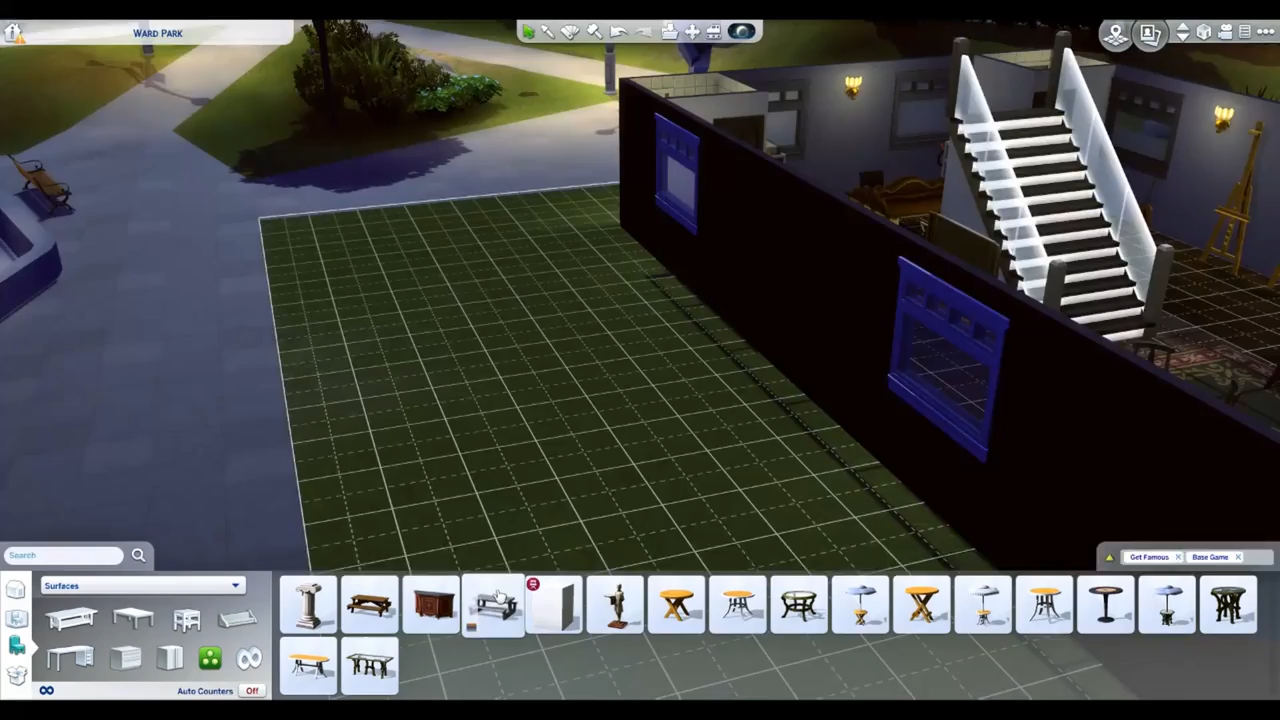 WARD PARK
Search
Get Famous X Base Game X
Surfaces
Auto Counters Off